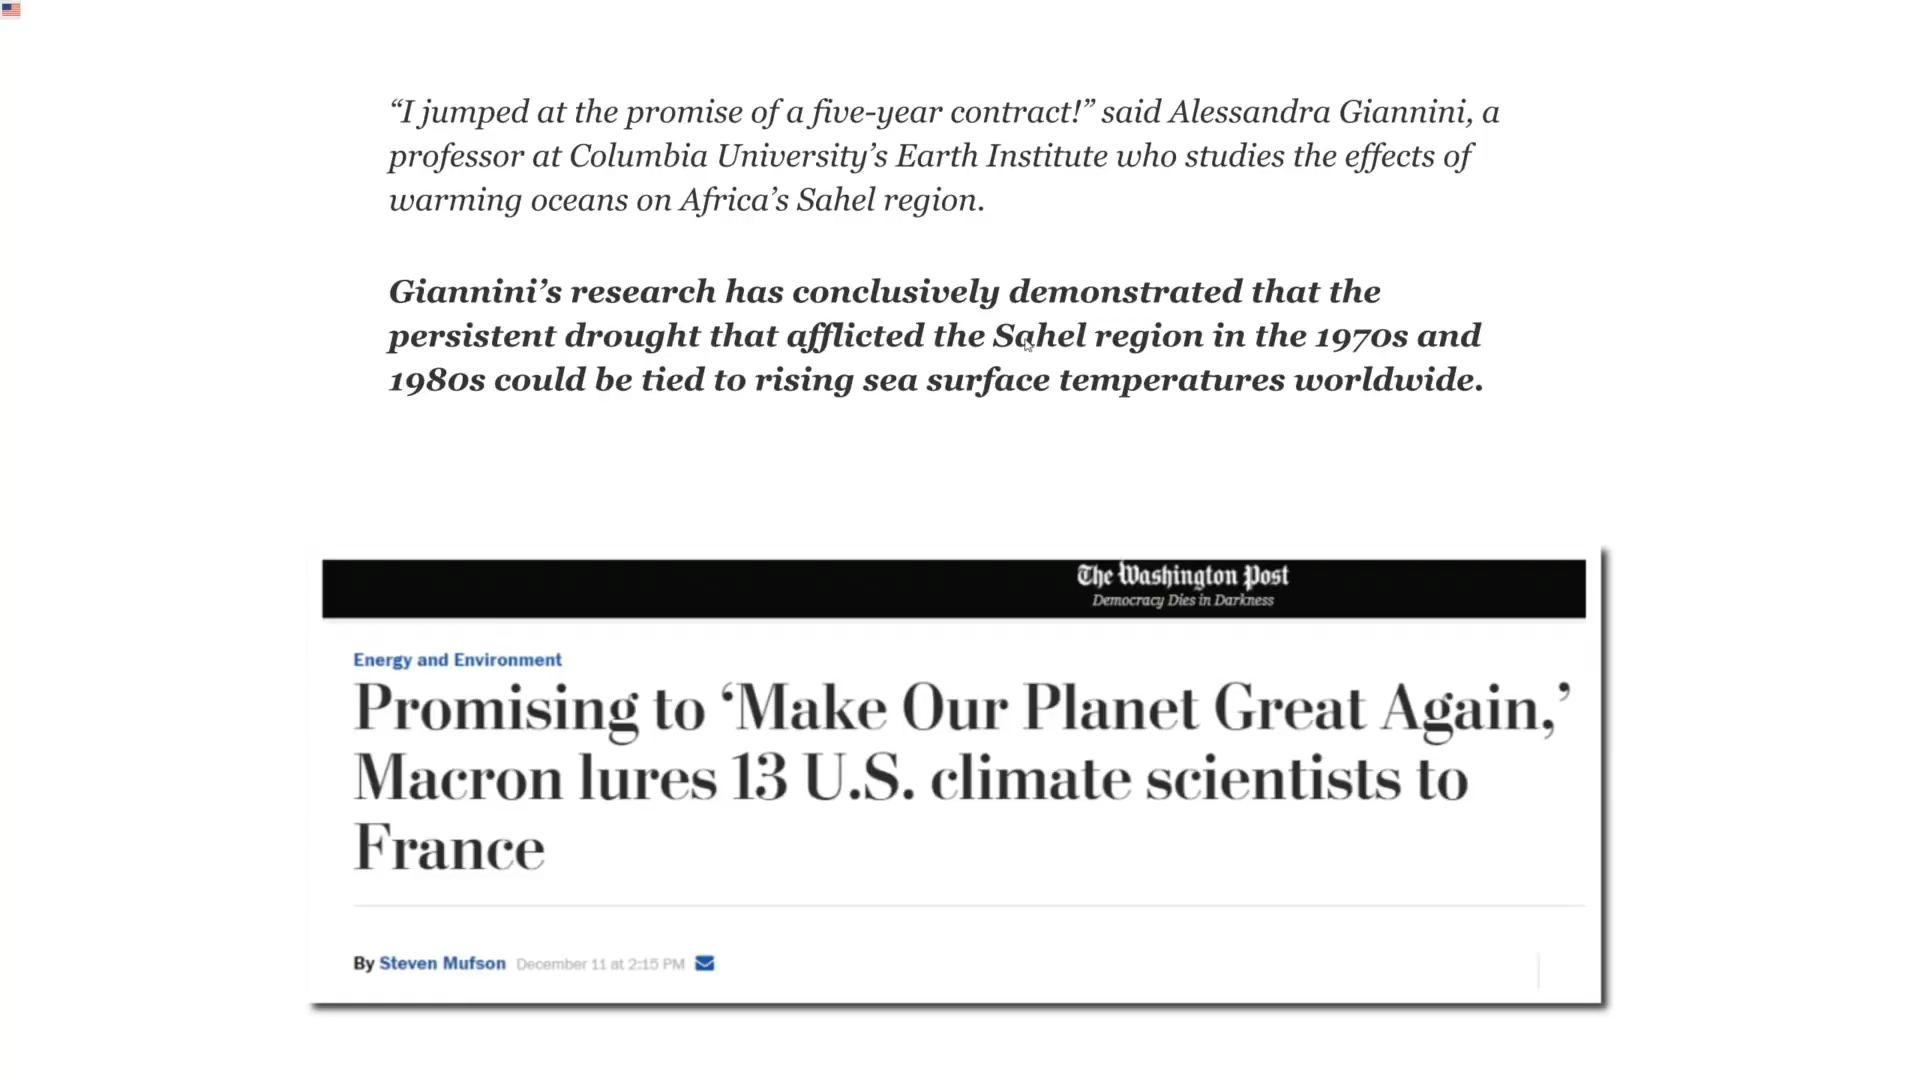 “I jumped at the promise of a five-year contract!” said Alessandra Giannini, a
professor at Columbia University’s Earth Institute who studies the effects of
warming oceans on Africa’s Sahel region.
Giannini’s research has conclusively demonstrated that the
persistent drought that afflicted the Sahel region in the 1970s and
1980s could be tied to rising sea surface temperatures worldwide.
The Washington Post
Democracy Dies in Darkness
Energy and Environment
Promising to ‘Make Our Planet Great Again,’
Macron lures 13 U.S. climate scientists to
France
By Steven Mufson December 11 at 2:15 PM